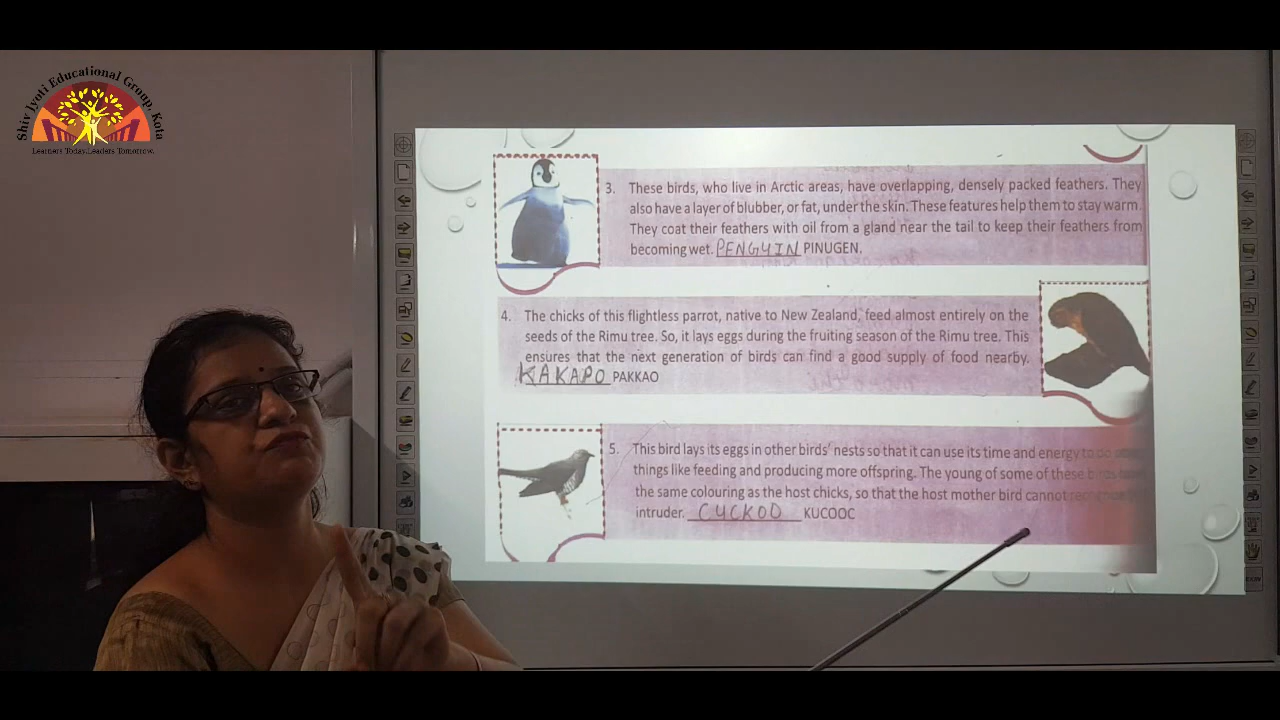 Shiv Jyoti Educational Group, Kota
Learners Today.Leaders Tomorrow.
3. These birds, who live in Arctic areas, have overlapping, densely packed feathers. They
also have a layer of blubber, or fat, under the skin. These features help them to stay warm.
They coat their feathers with oil from a gland near the tail to keep their feathers from
becoming wet. PENGUIN PINUGEN.
4. The chicks of this flightless parrot, native to New Zealand, feed almost entirely on the
seeds of the Rimu tree. So, it lays eggs during the fruiting season of the Rimu tree. This
ensures that the next generation of birds can find a good supply of food nearby.
KAKAPO PAKKAO
5. This bird lays its eggs in other birds' nests so that it can use its time and energy to do
things like feeding and producing more offspring. The young of some of these
the same colouring as the host chicks, so that the host mother bird cannot
intruder. CUCKOO KUCOOC